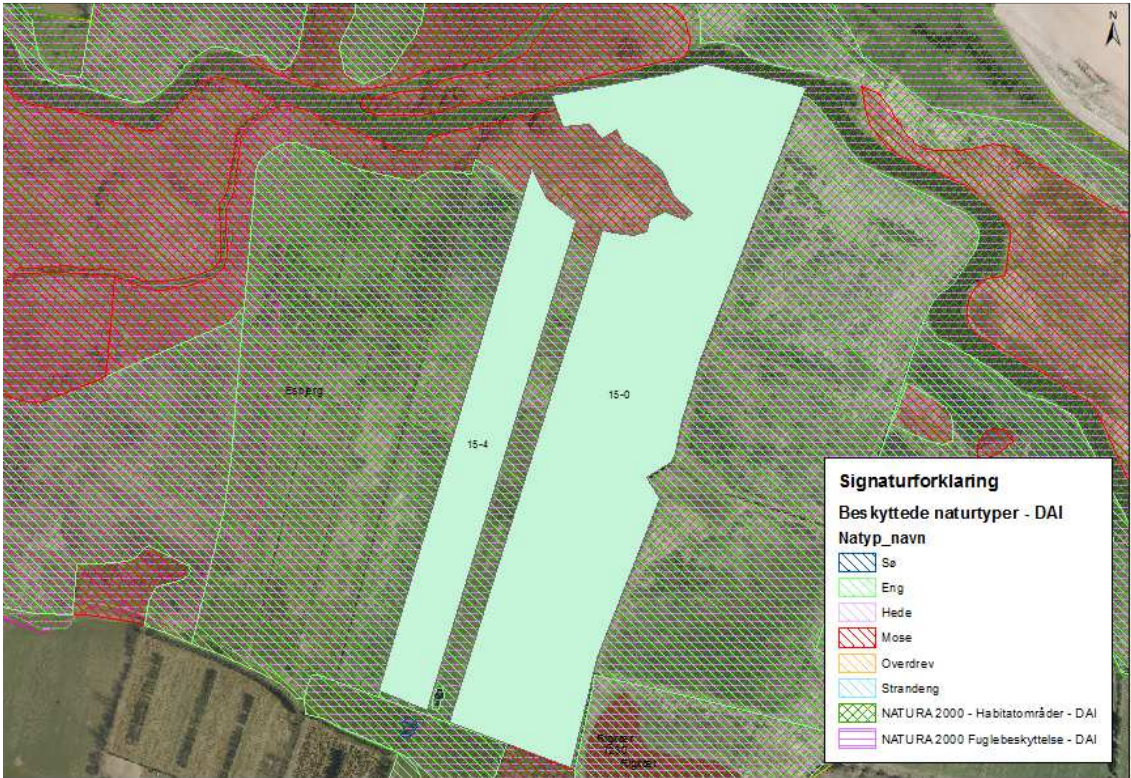 N
Esbjerg
15-0
15-4
Signaturforklaring
Beskyttede naturtyper - DAI
Natyp_navn
Sø
Eng
Hede
Mose
Overdrev
Strandeng
NATURA 2000 - Habitatområder - DAI
NATURA 2000 Fuglebeskyttelse - DAI